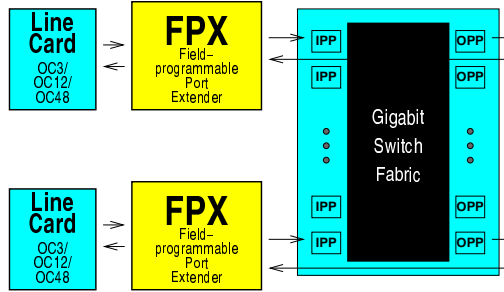 Line
Card
OC3/
OC12/
OC48
FPX
Field–
programmable
Port
Extender
IPP
IPP
Gigabit
Switch
Fabric
IPP
IPP
OPP
OPP
OPP
OPP
Line
Card
OC3/
OC12/
OC48
FPX
Field–
programmable
Port
Extender